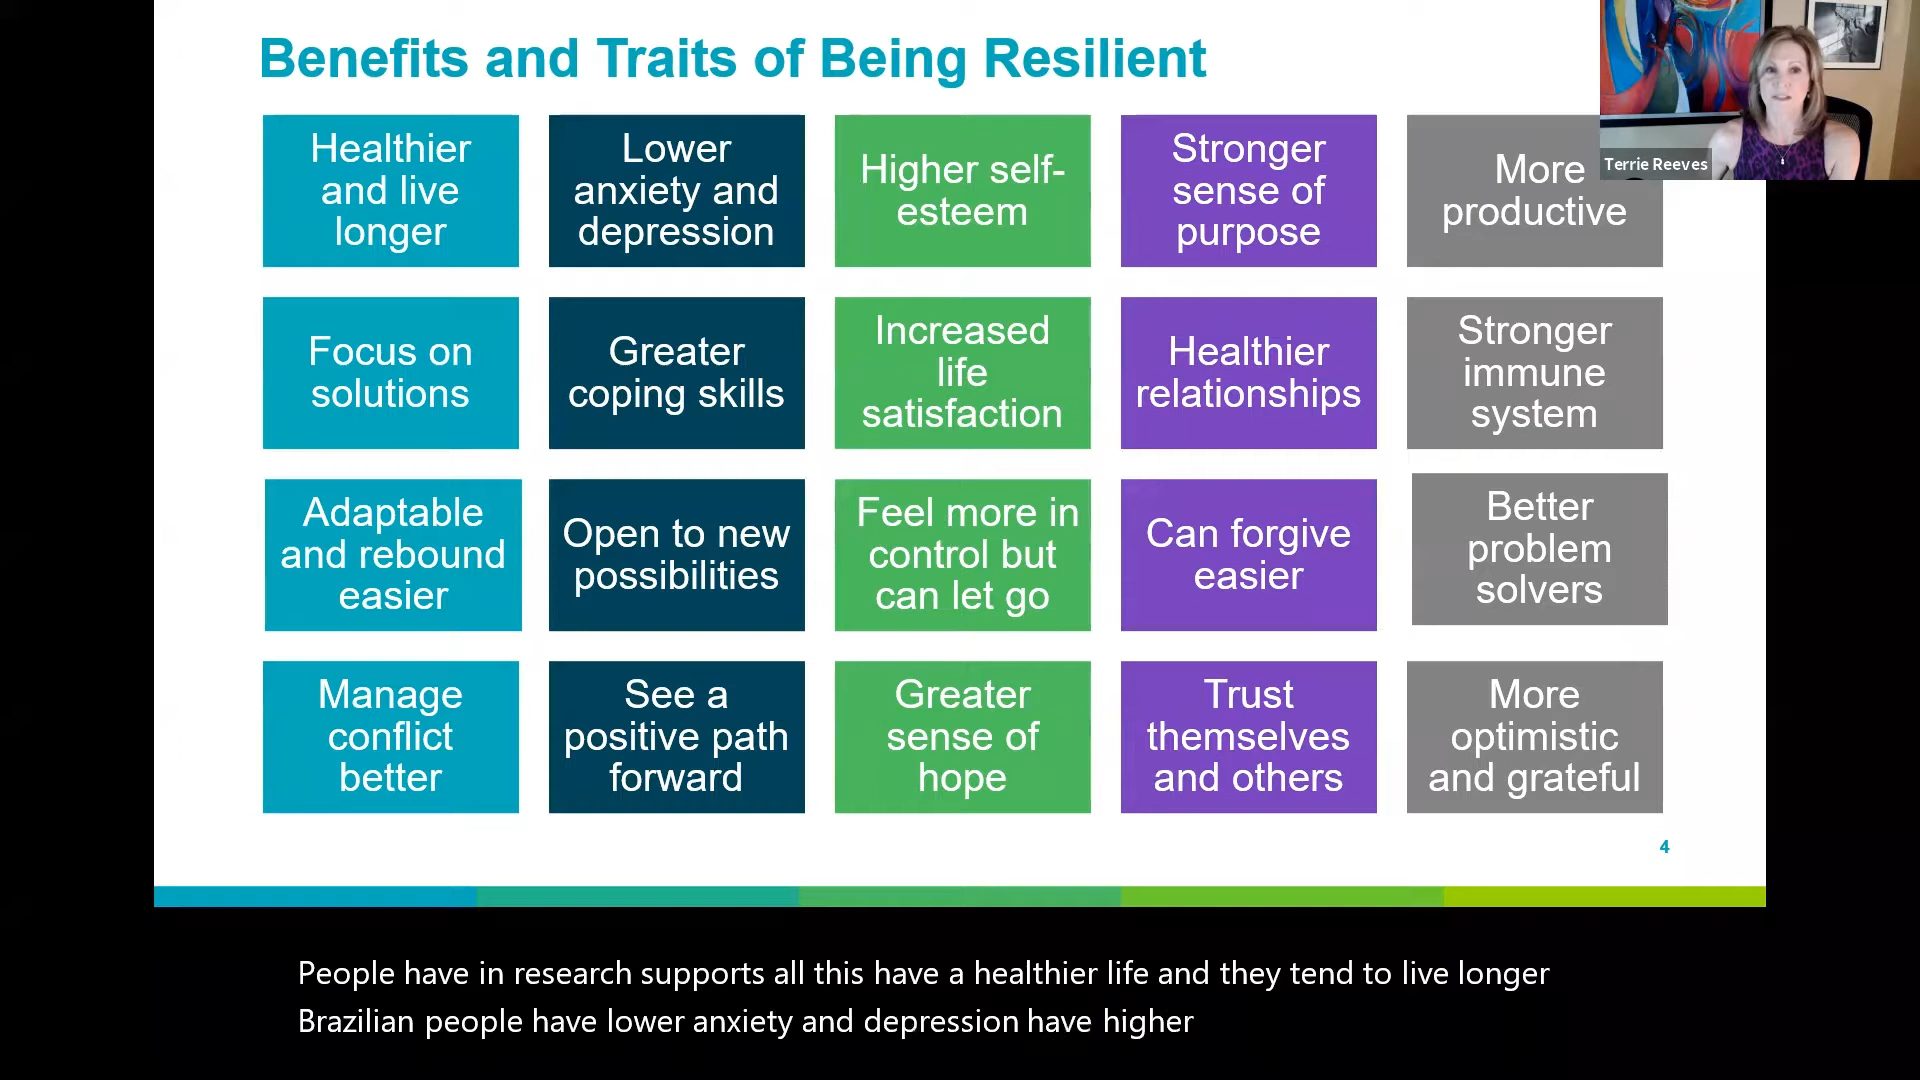 Benefits and Traits of Being Resilient
Healthier
and live
longer
Lower
anxiety and
depression
Higher self-
esteem
Stronger
sense of
purpose
More
productive
Terrie Reeves
Focus on
solutions
Greater
coping skills
Increased
life
satisfaction
Healthier
relationships
Stronger
immune
system
Adaptable
and rebound
easier
Open to new
possibilities
Feel more in
control but
can let go
Can forgive
easier
Better
problem
solvers
Manage
conflict
better
See a
positive path
forward
Greater
sense of
hope
Trust
themselves
and others
More
optimistic
and grateful
4
People have in research supports all this have a healthier life and they tend to live longer
Brazilian people have lower anxiety and depression have higher